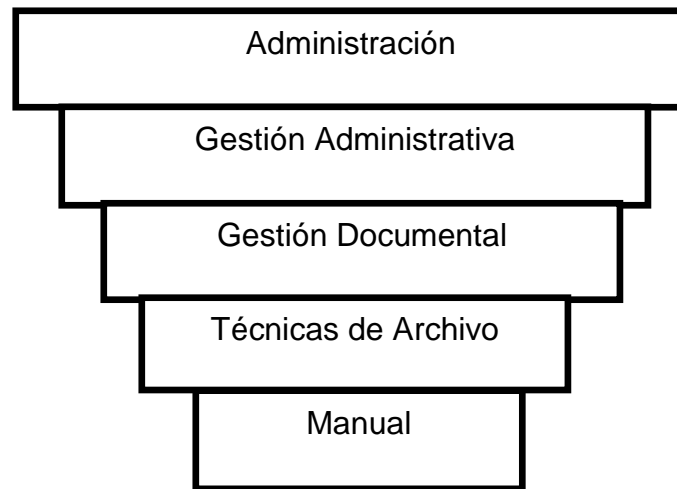 Administración
Gestión Administrativa
Gestión Documental
Técnicas de Archivo
Manual